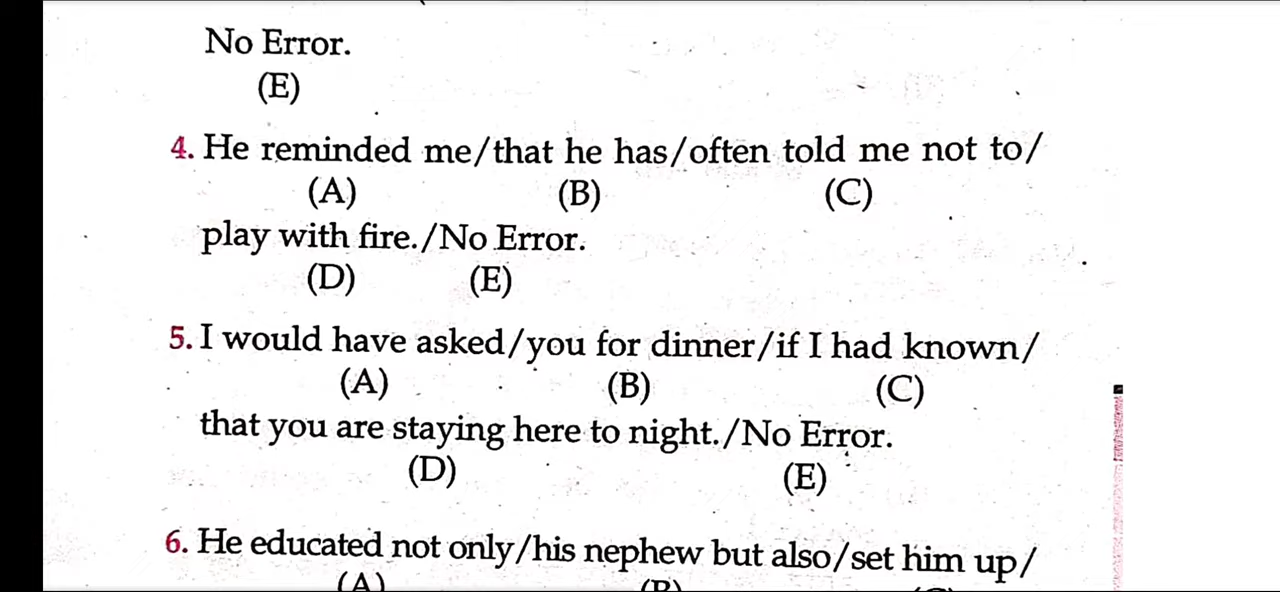 No Error.
(E)
4. He reminded me/that he has/often told me not to/
(A) (B) (C)
play with fire./No Error.
(D) (E)
5. I would have asked/you for dinner/if I had known/
(A) (B) (C)
that you are staying here to night./No Error.
(D) (E)
6. He educated not only/his nephew but also/set him up/
(A) (B)